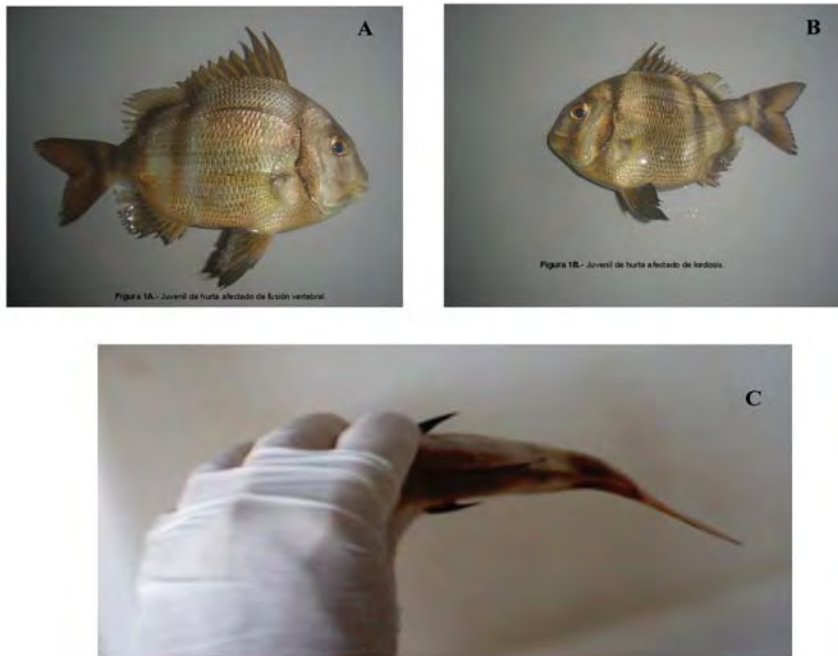 A
B
Figura 1A.- Juvenil de hurta afectado de fusión vertebral.
Figura 1B.- Juvenil de hurta afectado de lordosis.
C